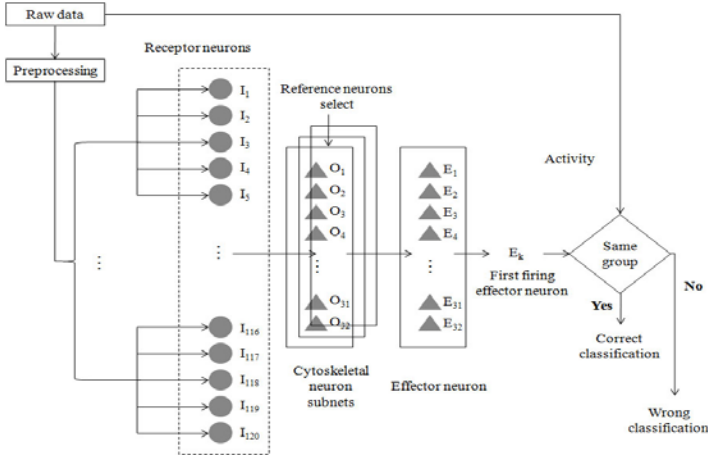 Raw data
Preprocessing
Receptor neurons
I1
I2
I3
I4
I5
...
...
I116
I117
I118
I119
I120
Reference neurons
select
O1
O2
O3
O4
...
O31
O32
Cytoskeletal
neuron
subnets
E1
E2
E3
E4
...
E31
E32
Effector neuron
Ek
First firing
effector neuron
Activity
Same
group
Yes
No
Correct
classification
Wrong
classification